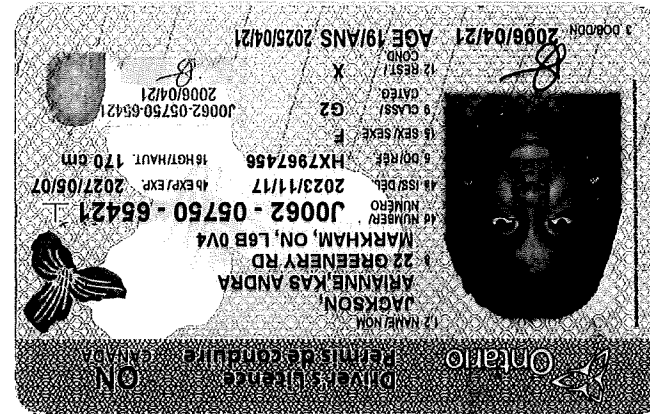 Ontario
Driver's Licence
Permis de conduire
ON
CANADA
1,2 NAME/NOM
JACKSON,
ARIANNE,KAS ANDRA
8 22 GREENERY RD
MARKHAM, ON, L6B 0V4
4d NUMBER/ NUMERO J0062 - 05750 - 65421
4a ISS/DEL 2023/11/17 4b EXP/EXP. 2027/05/07
5 DD/REF HX7967456 16 HGT/HAUT. 170 cm
15 SEX/SEXE F
9 CLASS/ CATEG G2
12 REST/ COND X
J0062-05750-65421
2006/04/21
3 DOB/DDN 2006/04/21 AGE 19/ANS 2025/04/21